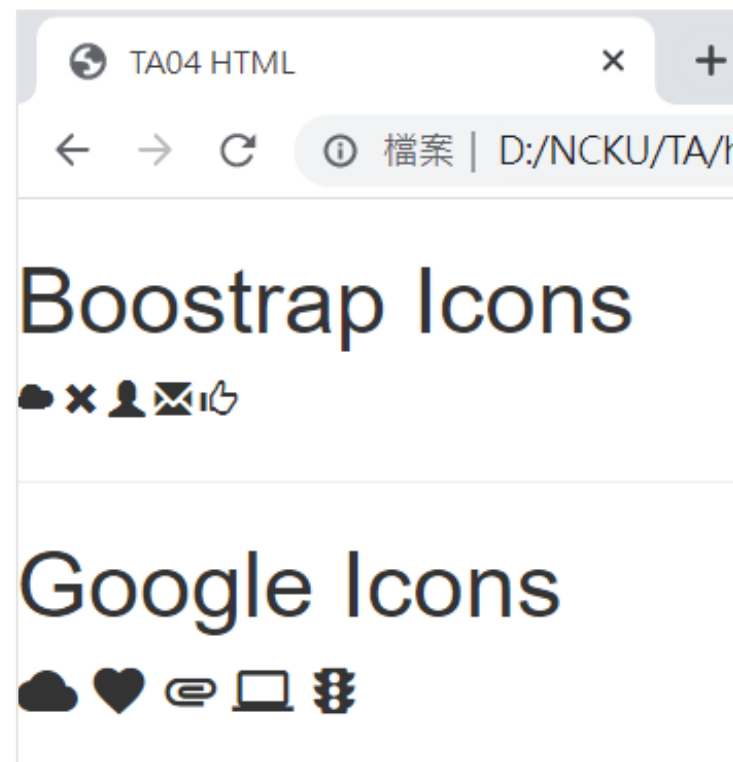 TA04 HTML
檔案 | D:/NCKU/TA/h
Boostrap Icons
Google Icons